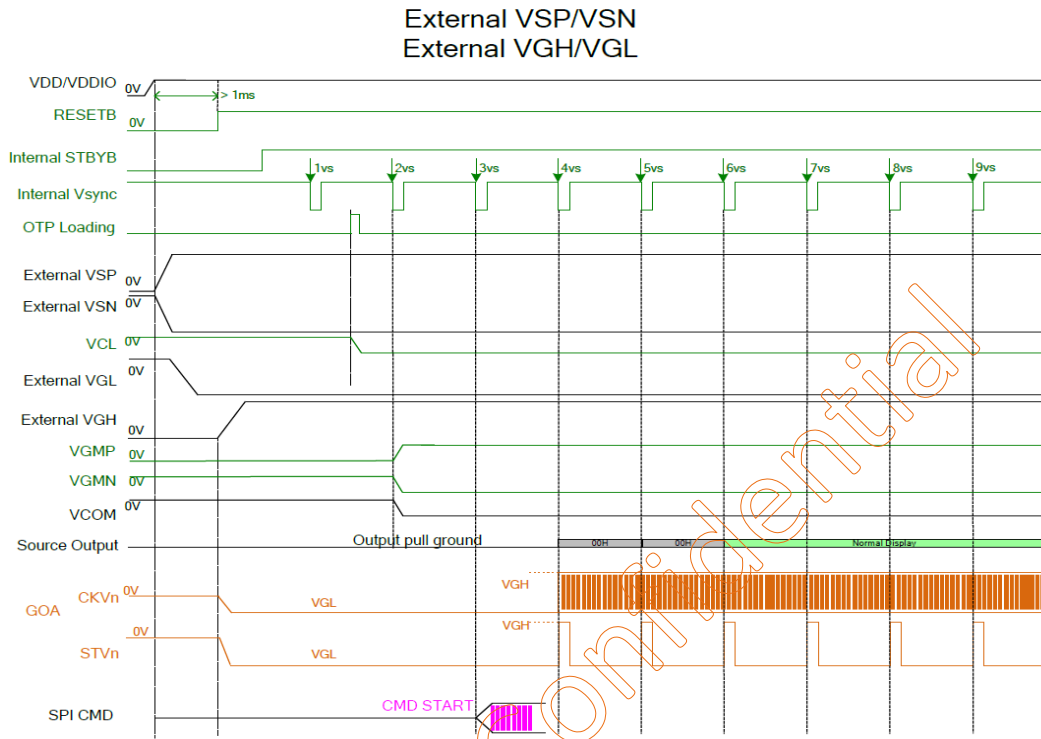 External VSP/VSN
External VGH/VGL
VDD/VDDIO 0V
> 1ms
RESETB 0V
Internal STBYB
1vs 2vs 3vs 4vs 5vs 6vs 7vs 8vs 9vs
Internal Vsync
OTP Loading
External VSP 0V
External VSN 0V
VCL 0V
External VGL 0V
External VGH 0V
VGMP 0V
VGMN 0V
VCOM 0V
Source Output Output pull ground 00H 00H Normal Display
GOA
CKVn 0V VGL VGH
STVn 0V VGL VGH
SPI CMD CMD START
onfidential